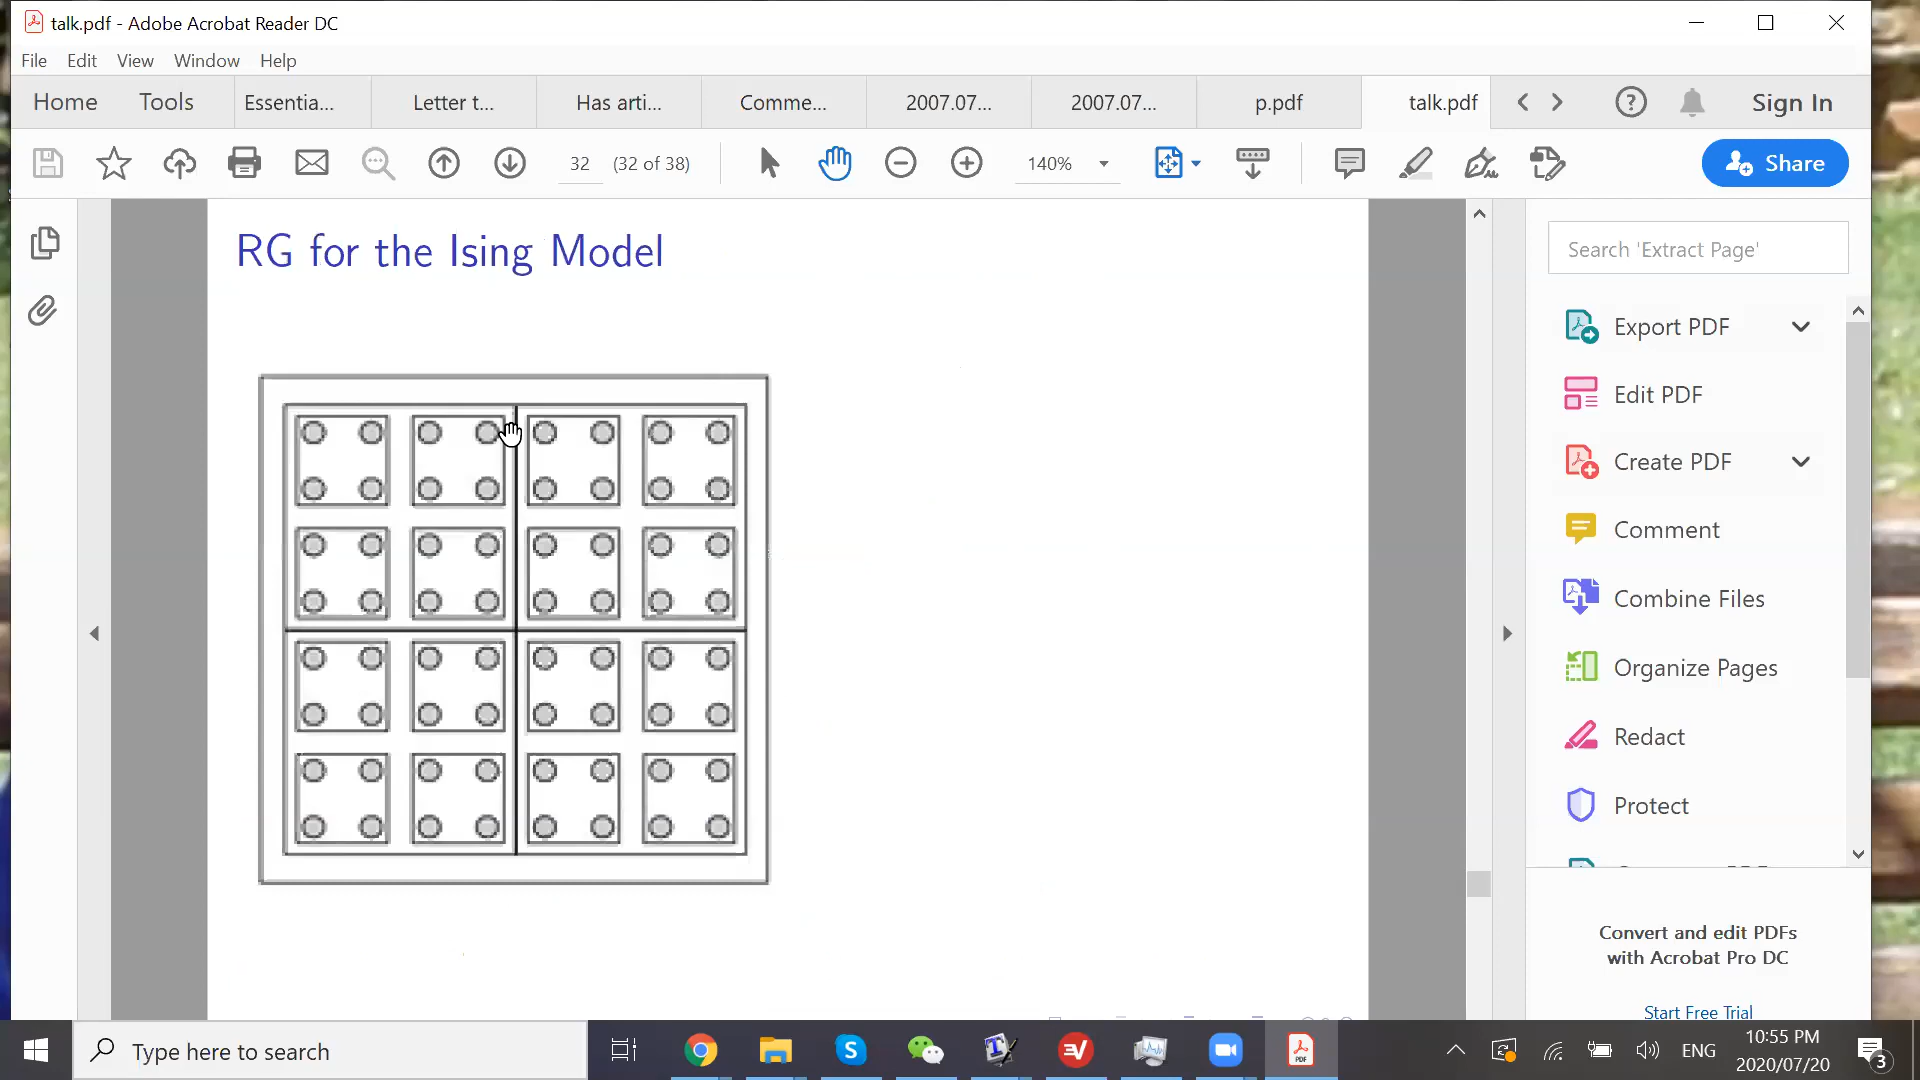 talk.pdf - Adobe Acrobat Reader DC
File Edit View Window Help
Home Tools Essentia... Letter t... Has arti... Comme... 2007.07... 2007.07... p.pdf talk.pdf Sign In
32 (32 of 38) 140% Share
RG for the Ising Model
Search 'Extract Page'
Export PDF
Edit PDF
Create PDF
Comment
Combine Files
Organize Pages
Redact
Protect
Convert and edit PDFs
with Acrobat Pro DC
Start Free Trial
Type here to search
ENG
10:55 PM
2020/07/20
3